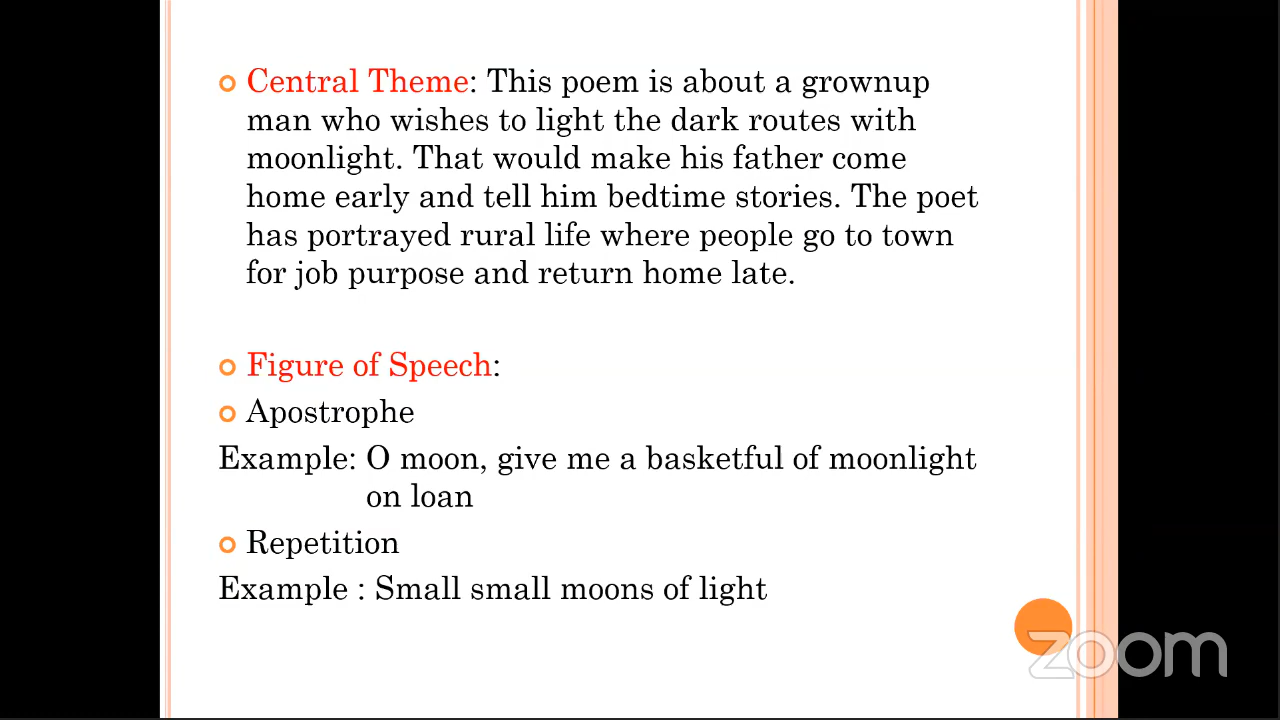 Central Theme: This poem is about a grownup
man who wishes to light the dark routes with
moonlight. That would make his father come
home early and tell him bedtime stories. The poet
has portrayed rural life where people go to town
for job purpose and return home late.
Figure of Speech:
Apostrophe
Example: O moon, give me a basketful of moonlight
on loan
Repetition
Example : Small small moons of light
zoom